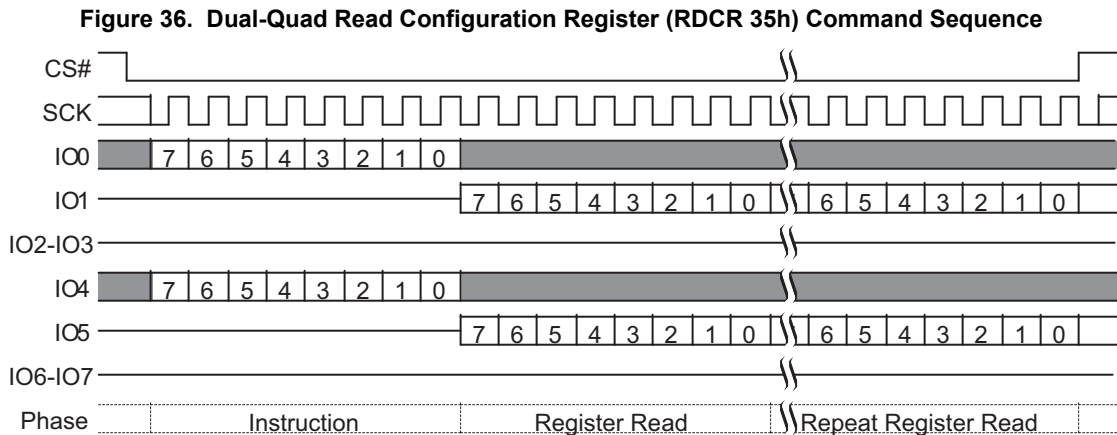 Figure 36. Dual-Quad Read Configuration Register (RDCR 35h) Command Sequence
CS#
SCK
IO0 7 6 5 4 3 2 1 0
IO1 7 6 5 4 3 2 1 0 6 5 4 3 2 1 0
IO2-IO3
IO4 7 6 5 4 3 2 1 0
IO5 7 6 5 4 3 2 1 0 6 5 4 3 2 1 0
IO6-IO7
Phase Instruction Register Read Repeat Register Read